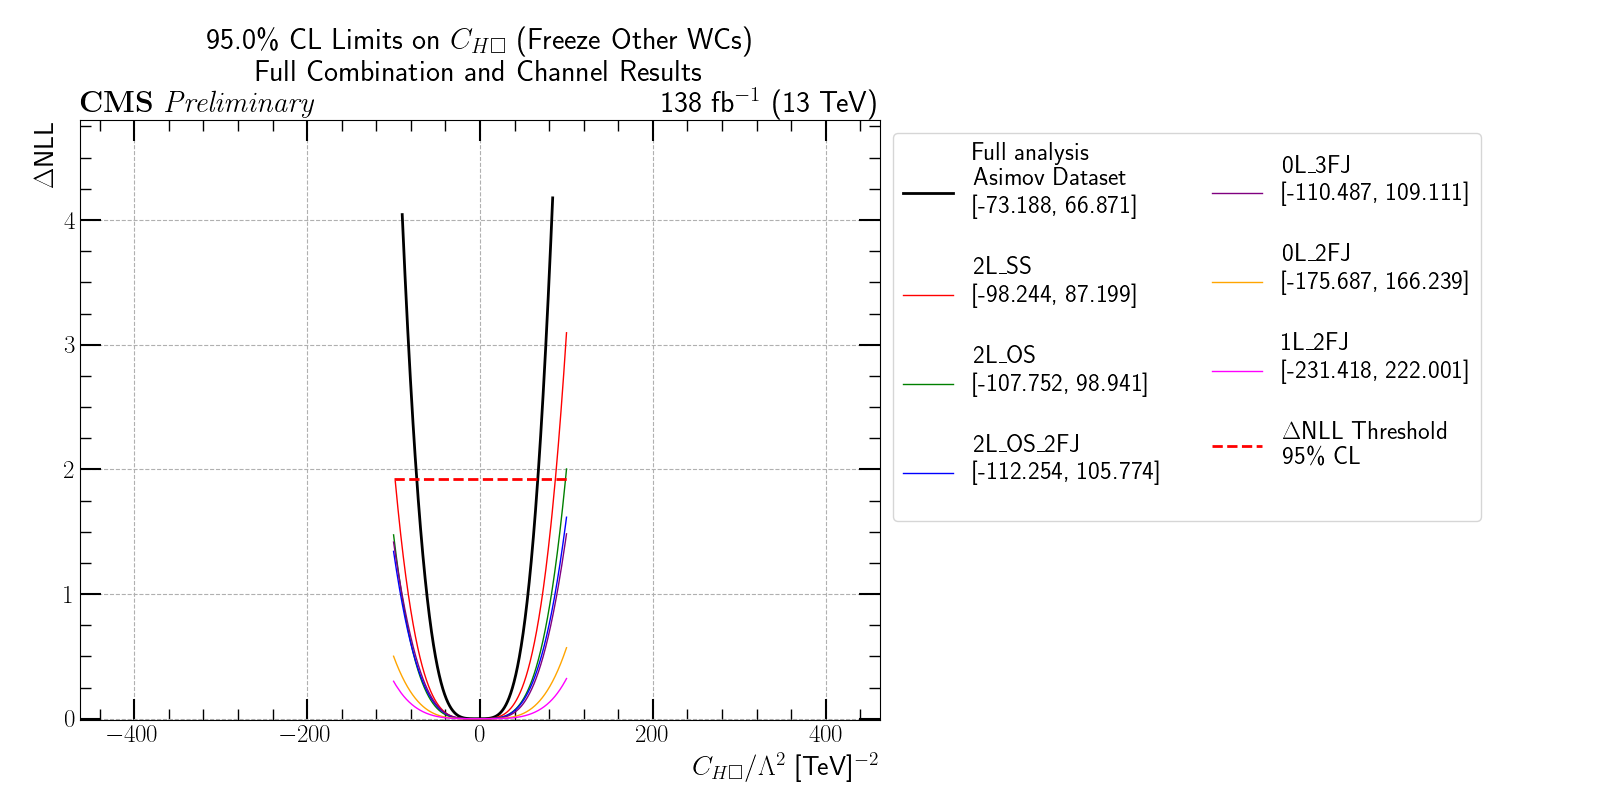 95.0% CL Limits on C_{H□} (Freeze Other WCs)
Full Combination and Channel Results
CMS Preliminary
138 fb⁻¹ (13 TeV)
ΔNLL
4
3
2
1
0
−400
−200
0
200
400
C_{H□}/Λ² [TeV]⁻²
Full analysis
Asimov Dataset
[-73.188, 66.871]
2L_SS
[-98.244, 87.199]
2L_OS
[-107.752, 98.941]
2L_OS_2FJ
[-112.254, 105.774]
0L_3FJ
[-110.487, 109.111]
0L_2FJ
[-175.687, 166.239]
1L_2FJ
[-231.418, 222.001]
ΔNLL Threshold
95% CL